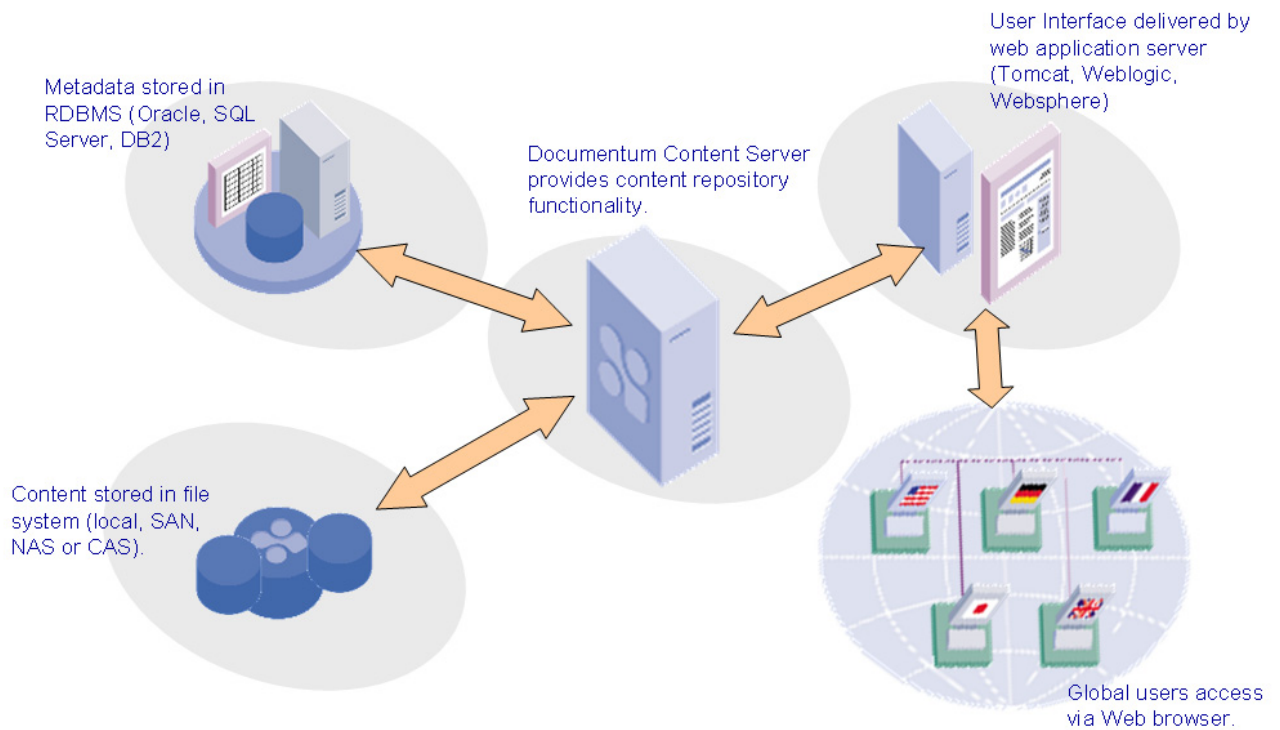 User Interface delivered by
web application server
(Tomcat, Weblogic,
Websphere)
Metadata stored in
RDBMS (Oracle, SQL
Server, DB2)
Documentum Content Server
provides content repository
functionality.
Content stored in file
system (local, SAN,
NAS or CAS).
Global users access
via Web browser.